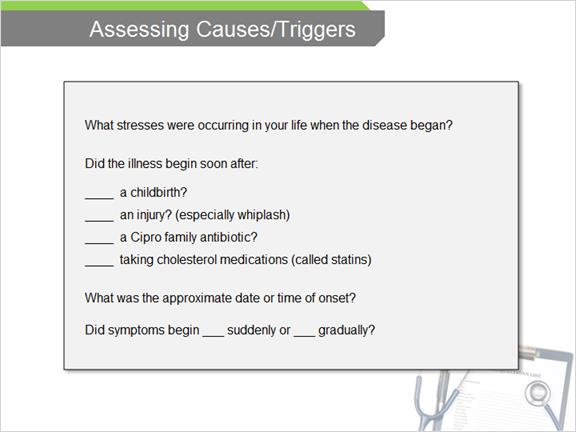 Assessing Causes/Triggers
What stresses were occurring in your life when the disease began?
Did the illness begin soon after:
____ a childbirth?
____ an injury? (especially whiplash)
____ a Cipro family antibiotic?
____ taking cholesterol medications (called statins)
What was the approximate date or time of onset?
Did symptoms begin ___ suddenly or ___ gradually?